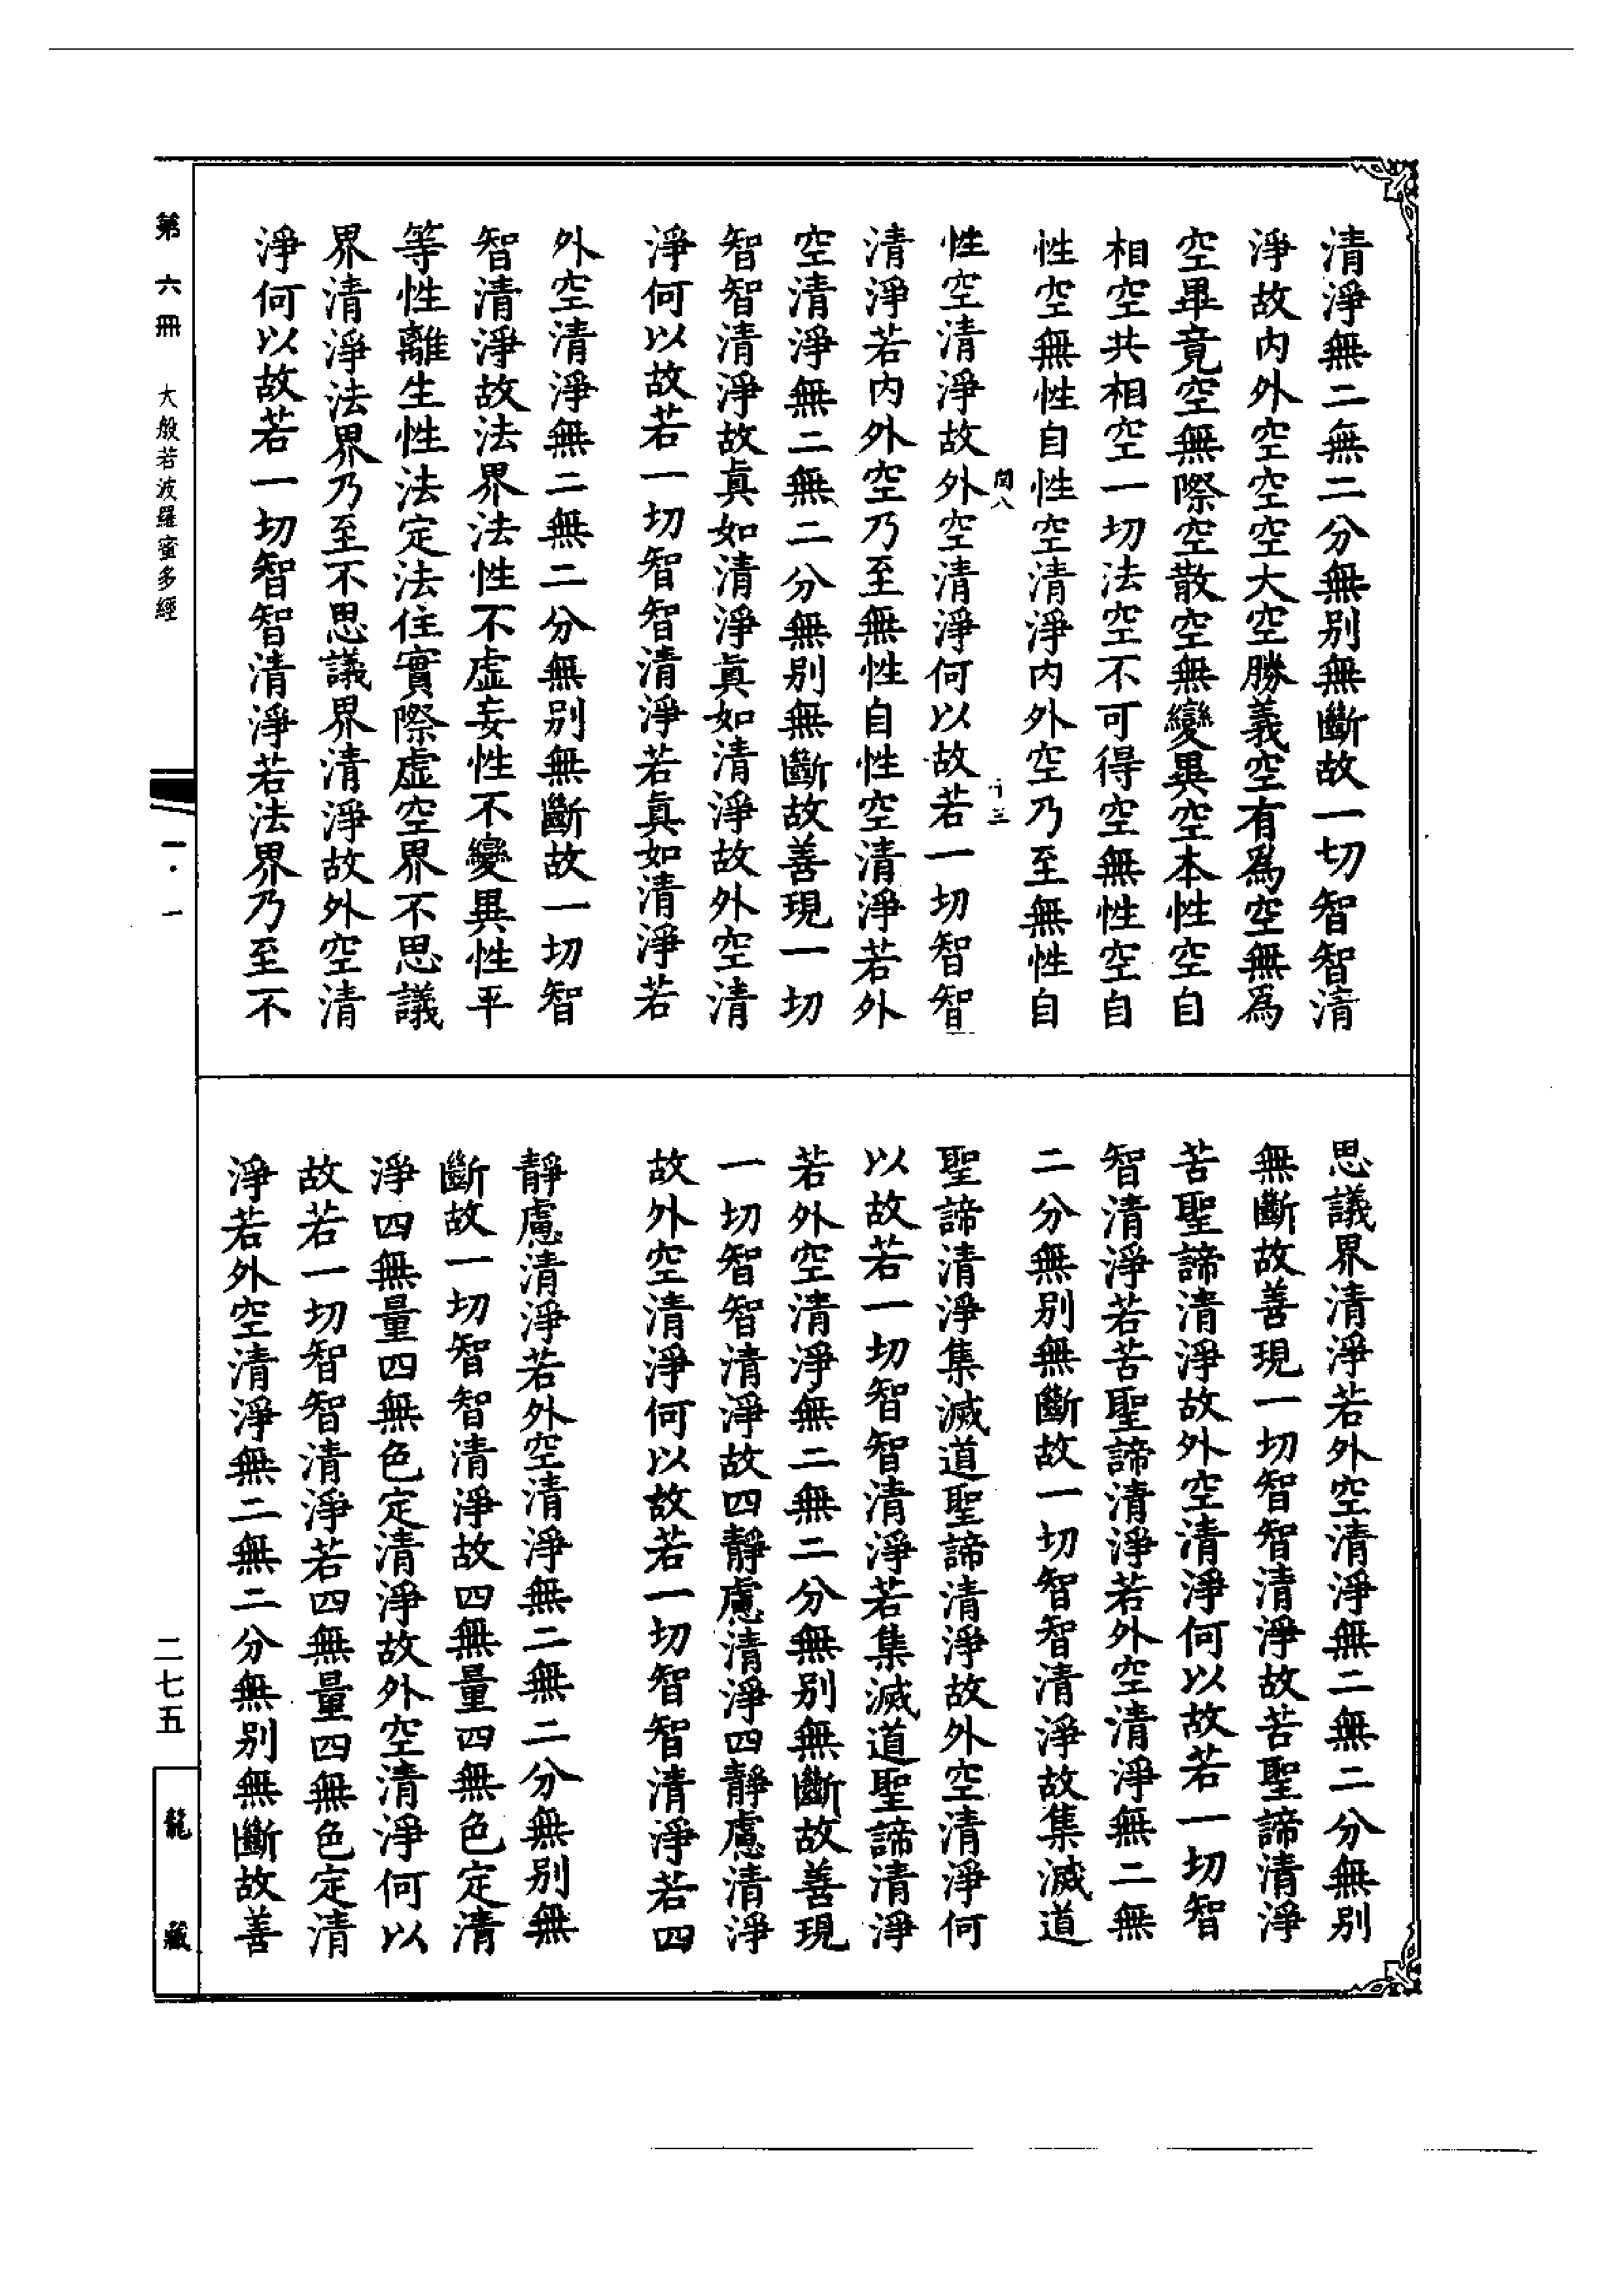 清淨無二無二分無別無斷故一切智智清
淨故內外空空空大空勝義空有為空無為
空畢竟空無際空散空無變異空本性空自
相空共相空一切法空不可得空無性空自
性空無性自性空清淨內外空乃至無性自
性空清淨故外空清淨何以故若一切智智
清淨若內外空乃至無性自性空清淨若外
空清淨無二無二分無別無斷故善現一切
智智清淨故真如清淨真如清淨故外空清
淨何以故若一切智智清淨若真如清淨若
外空清淨無二無二分無別無斷故一切智
智清淨故法界法性不虛妄性不變異性平
等性離生性法定法住實際虛空界不思議
界清淨法界乃至不思議界清淨故外空清
淨何以故若一切智智清淨若法界乃至不
思議界清淨若外空清淨無二無二分無別
無斷故善現一切智智清淨故苦聖諦清淨
苦聖諦清淨故外空清淨何以故若一切智
智清淨若苦聖諦清淨若外空清淨無二無
二分無別無斷故一切智智清淨故集滅道
聖諦清淨集滅道聖諦清淨故外空清淨何
以故若一切智智清淨若集滅道聖諦清淨
若外空清淨無二無二分無別無斷故善現
一切智智清淨故四靜慮清淨四靜慮清淨
故外空清淨何以故若一切智智清淨若四
靜慮清淨若外空清淨無二無二分無別無
斷故一切智智清淨故四無量四無色定清
淨四無量四無色定清淨故外空清淨何以
故若一切智智清淨若四無量四無色定清
淨若外空清淨無二無二分無別無斷故善
第六冊 大般若波羅蜜多經
一·一
二七五
龍藏